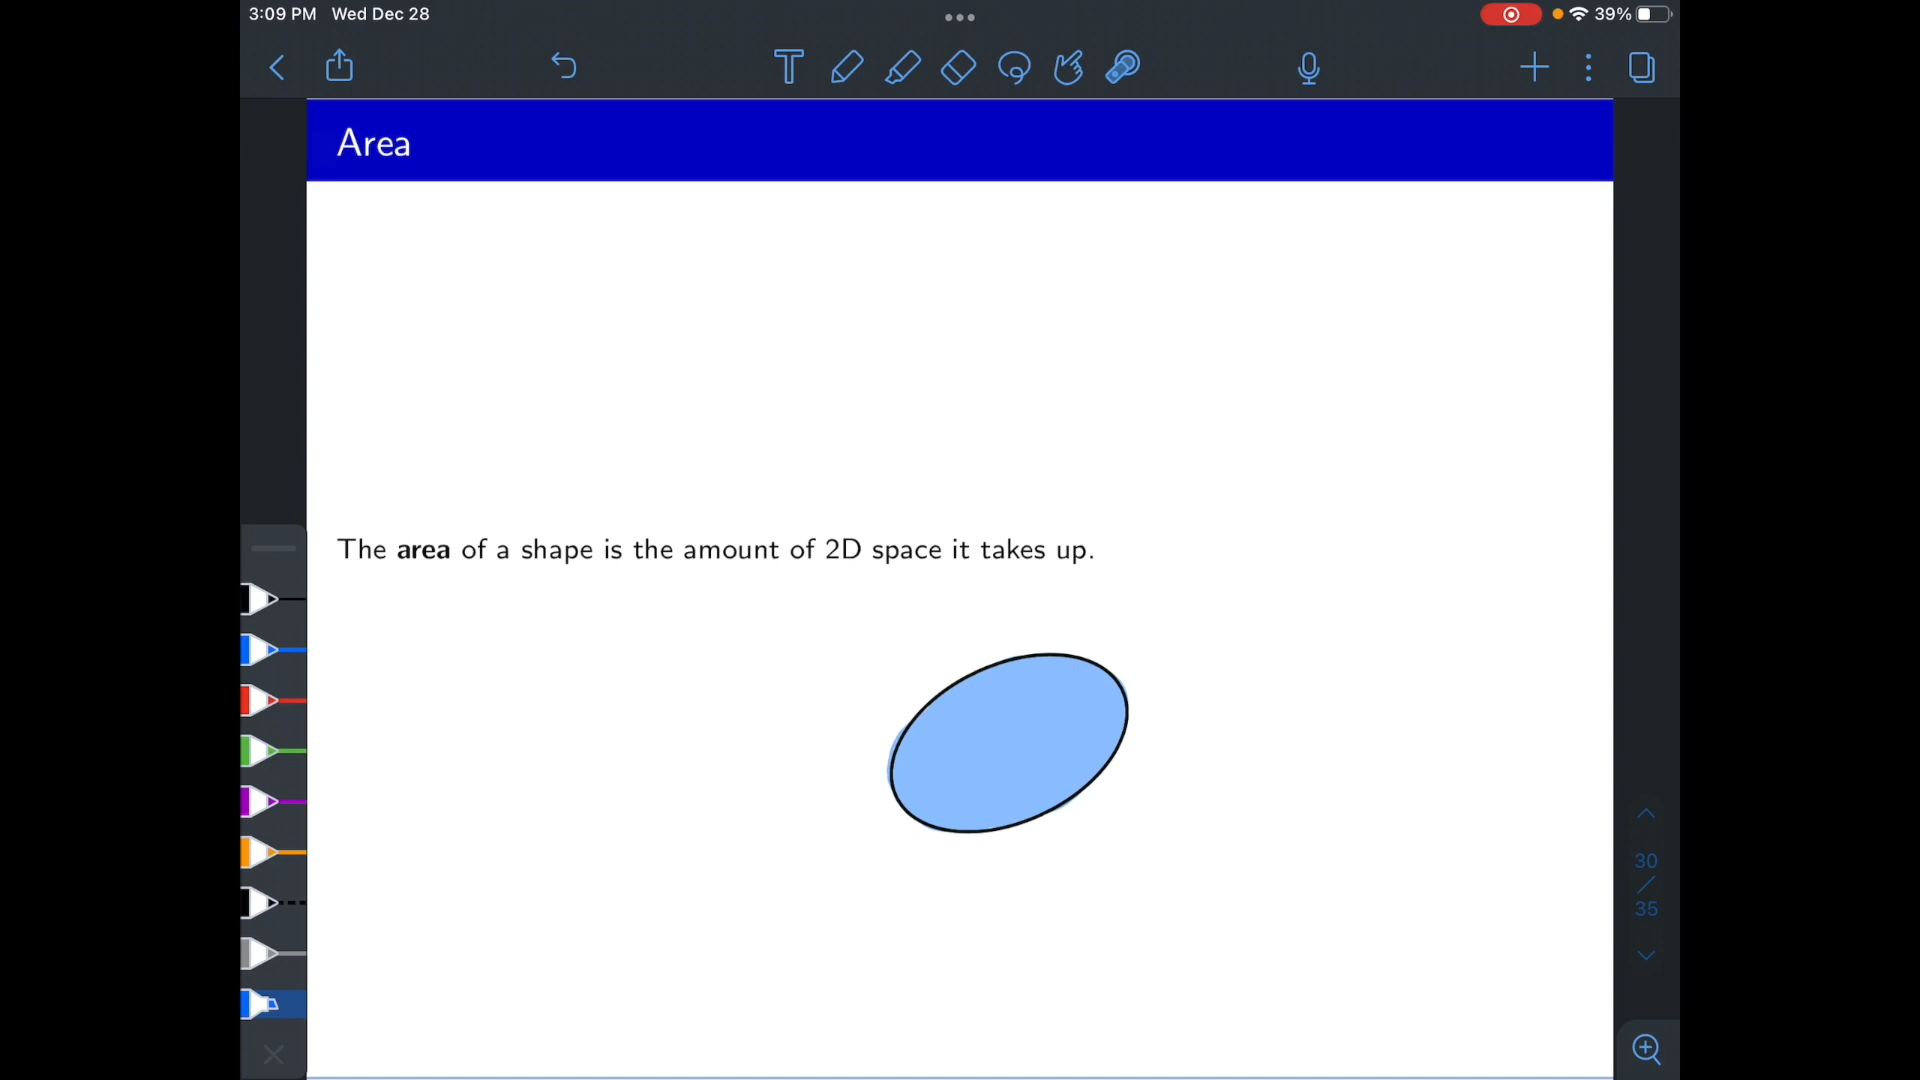 3:09 PM Wed Dec 28
39%
Area
The area of a shape is the amount of 2D space it takes up.
30
/
35